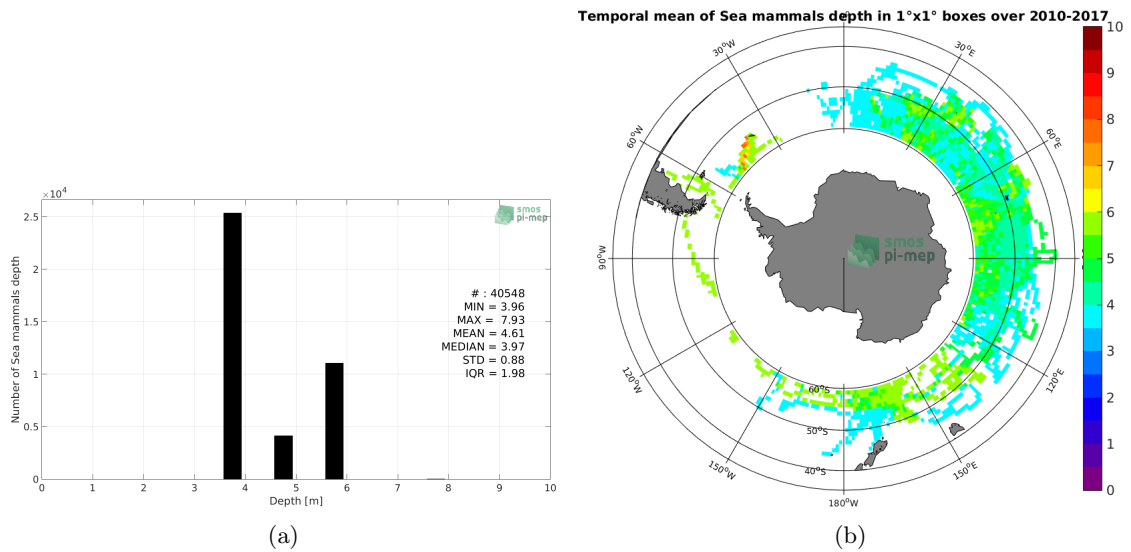 ×10⁴
2.5
2
1.5
1
0.5
0
0 1 2 3 4 5 6 7 8 9 10
Number of Sea mammals depth
Depth [m]
smos
pi-mep
# : 40548
MIN = 3.96
MAX = 7.93
MEAN = 4.61
MEDIAN = 3.97
STD = 0.88
IQR = 1.98
(a)
Temporal mean of Sea mammals depth in 1°x1° boxes over 2010-2017
30°W
30°E
60°W
60°E
90°W
120°W
120°E
150°W
150°E
180°W
60°S
50°S
40°S
smos
pi-mep
10
9
8
7
6
5
4
3
2
1
0
(b)